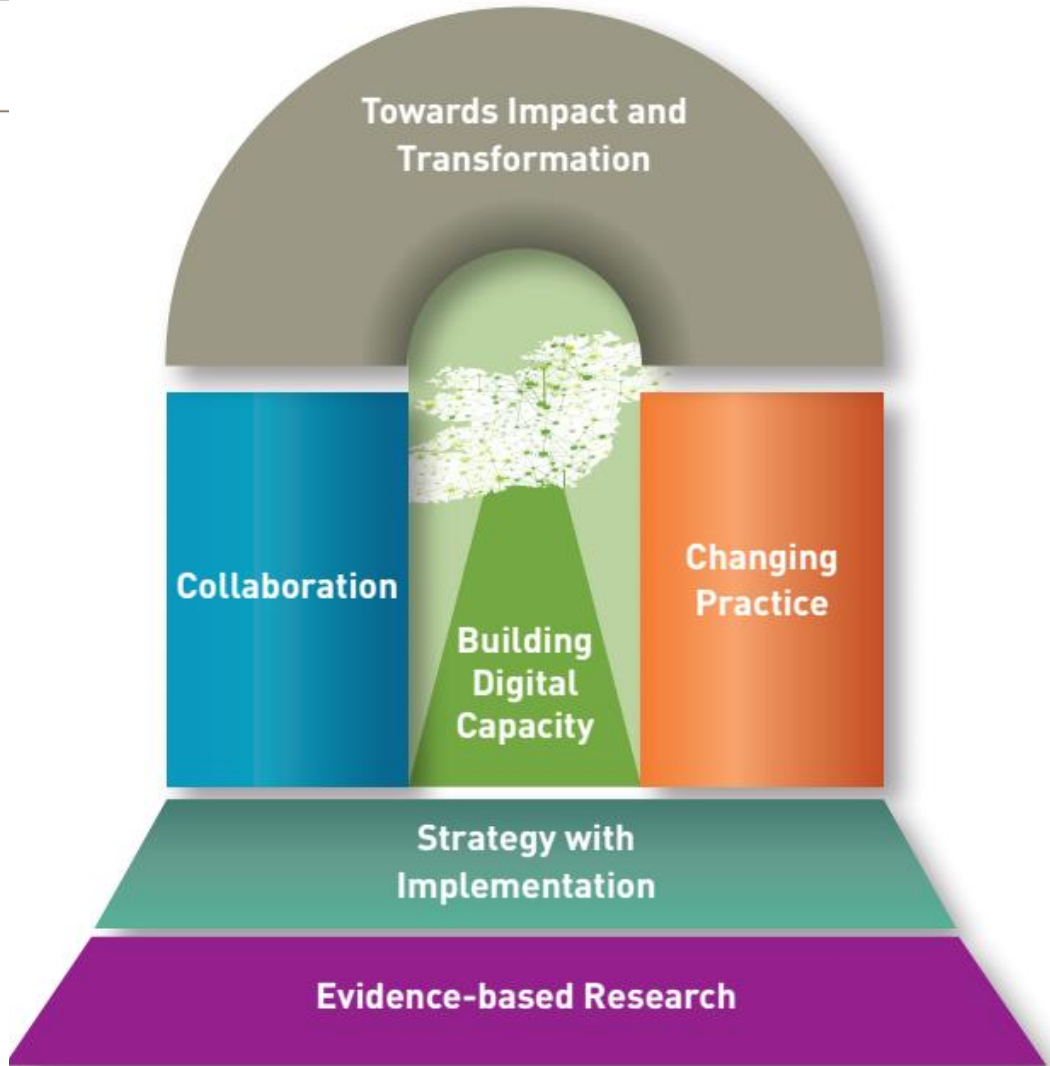 Towards Impact and
Transformation
Collaboration
Building
Digital
Capacity
Changing
Practice
Strategy with
Implementation
Evidence-based Research